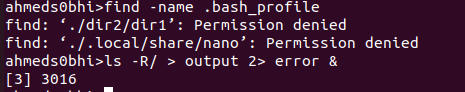 ahmeds0bhi>find -name .bash_profile
find: ‘./dir2/dir1’: Permission denied
find: ‘./.local/share/nano’: Permission denied
ahmeds0bhi>ls -R/ > output 2> error &
[3] 3016
ahmeds0bhi>